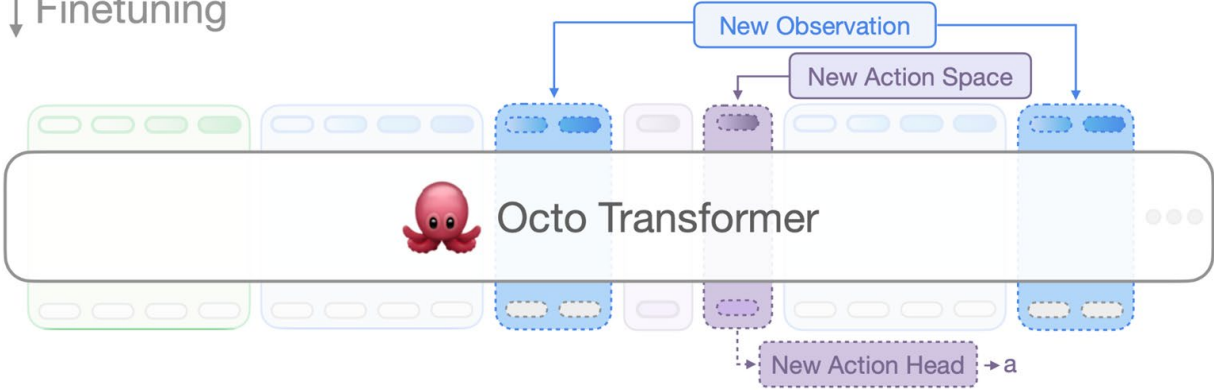 Finetuning
New Observation
New Action Space
Octo Transformer
New Action Head
a